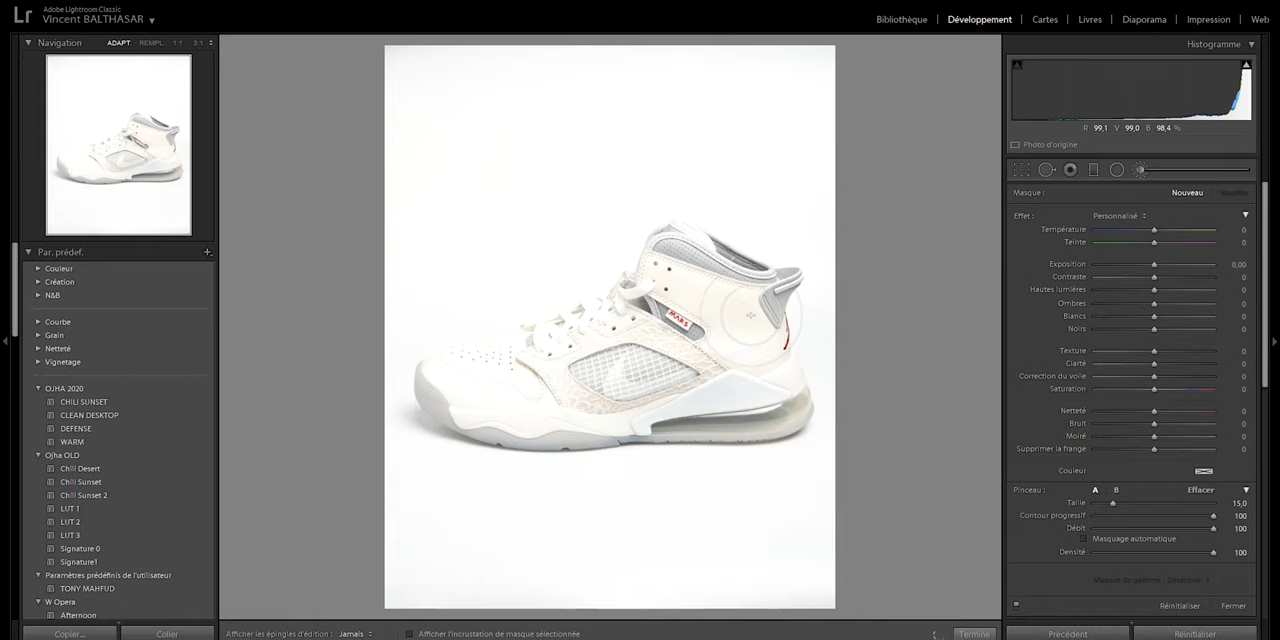 Lr
Adobe Lightroom Classic
Vincent BALTHASAR
Bibliothèque | Développement | Cartes | Livres | Diaporama | Impression | Web
Navigation ADAPT. REMPL. 1:1 3:1
Par. prédéf. +
Couleur
Création
N&B
Courbe
Grain
Netteté
Vignetage
OJHA 2020
CHILI SUNSET
CLEAN DESKTOP
DEFENSE
WARM
Ojha OLD
Chili Desert
Chili Sunset
Chili Sunset 2
LUT 1
LUT 2
LUT 3
Signature 0
Signature1
Paramètres prédéfinis de l'utilisateur
TONY MAHFUD
W Opera
Afternoon
Copier... Coller
MARS
Afficher les épingles d'édition : Jamais
Afficher l'incrustation de masque sélectionnée
Terminé
Histogramme
R 99,1 V 99,0 B 98,4 %
Photo d'origine
Masque : Nouveau Modifier
Effet : Personnalisé
Température 0
Teinte 0
Exposition 0,00
Contraste 0
Hautes lumières 0
Ombres 0
Blancs 0
Noirs 0
Texture 0
Clarté 0
Correction du voile 0
Saturation 0
Netteté 0
Bruit 0
Moiré 0
Supprimer la frange 0
Couleur
Pinceau : A B Effacer
Taille 15,0
Contour progressif 100
Débit 100
Masquage automatique
Densité 100
Masque de gamme : Désactivé
Réinitialiser Fermer
Précédent Réinitialiser